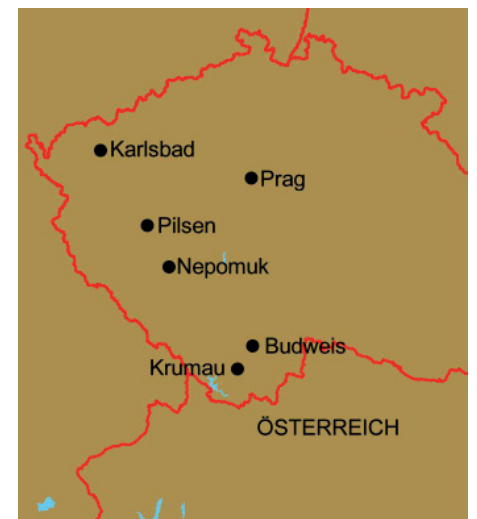 Karlsbad
Prag
Pilsen
Nepomuk
Budweis
Krumau
ÖSTERREICH